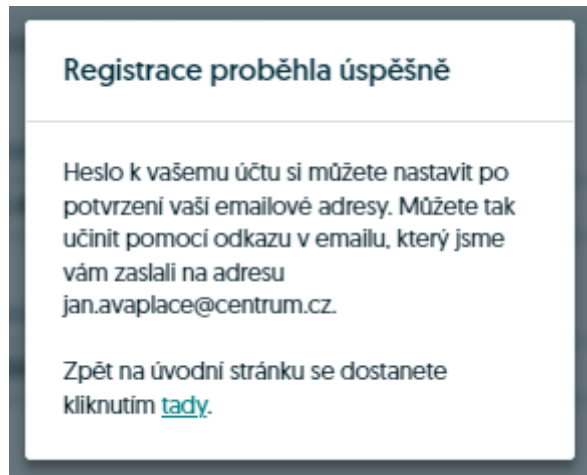 Registrace proběhla úspěšně
Heslo k vašemu účtu si můžete nastavit po
potvrzení vaší emailové adresy. Můžete tak
učinit pomocí odkazu v emailu, který jsme
vám zaslali na adresu
jan.avaplace@centrum.cz.
Zpět na úvodní stránku se dostanete
kliknutím tady.